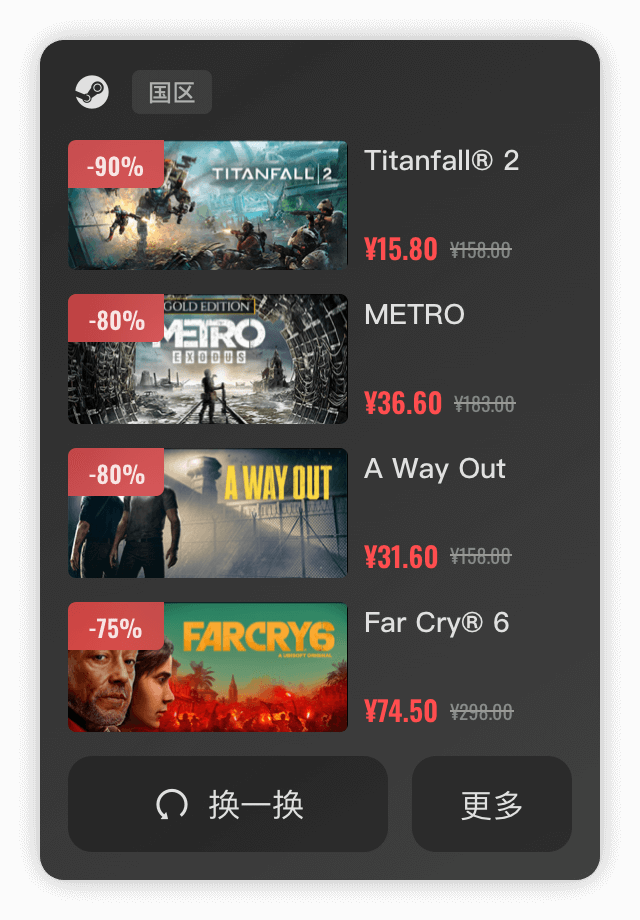 国区
-90%
TITANFALL|2
Titanfall® 2
¥15.80 ¥158.00
-80%
GOLD EDITION
METRO
EXODUS
METRO
¥36.60 ¥183.00
-80%
A WAY OUT
A Way Out
¥31.60 ¥158.00
-75%
FARCRY6
A UBISOFT ORIGINAL
Far Cry® 6
¥74.50 ¥298.00
换一换
更多